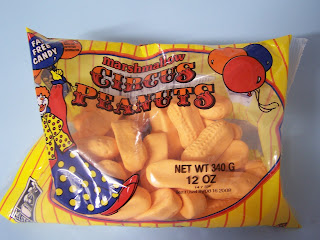 FAT
FREE
CANDY
marshmallow
CIRCUS
PEANUTS
NET WT 340 G
12 OZ